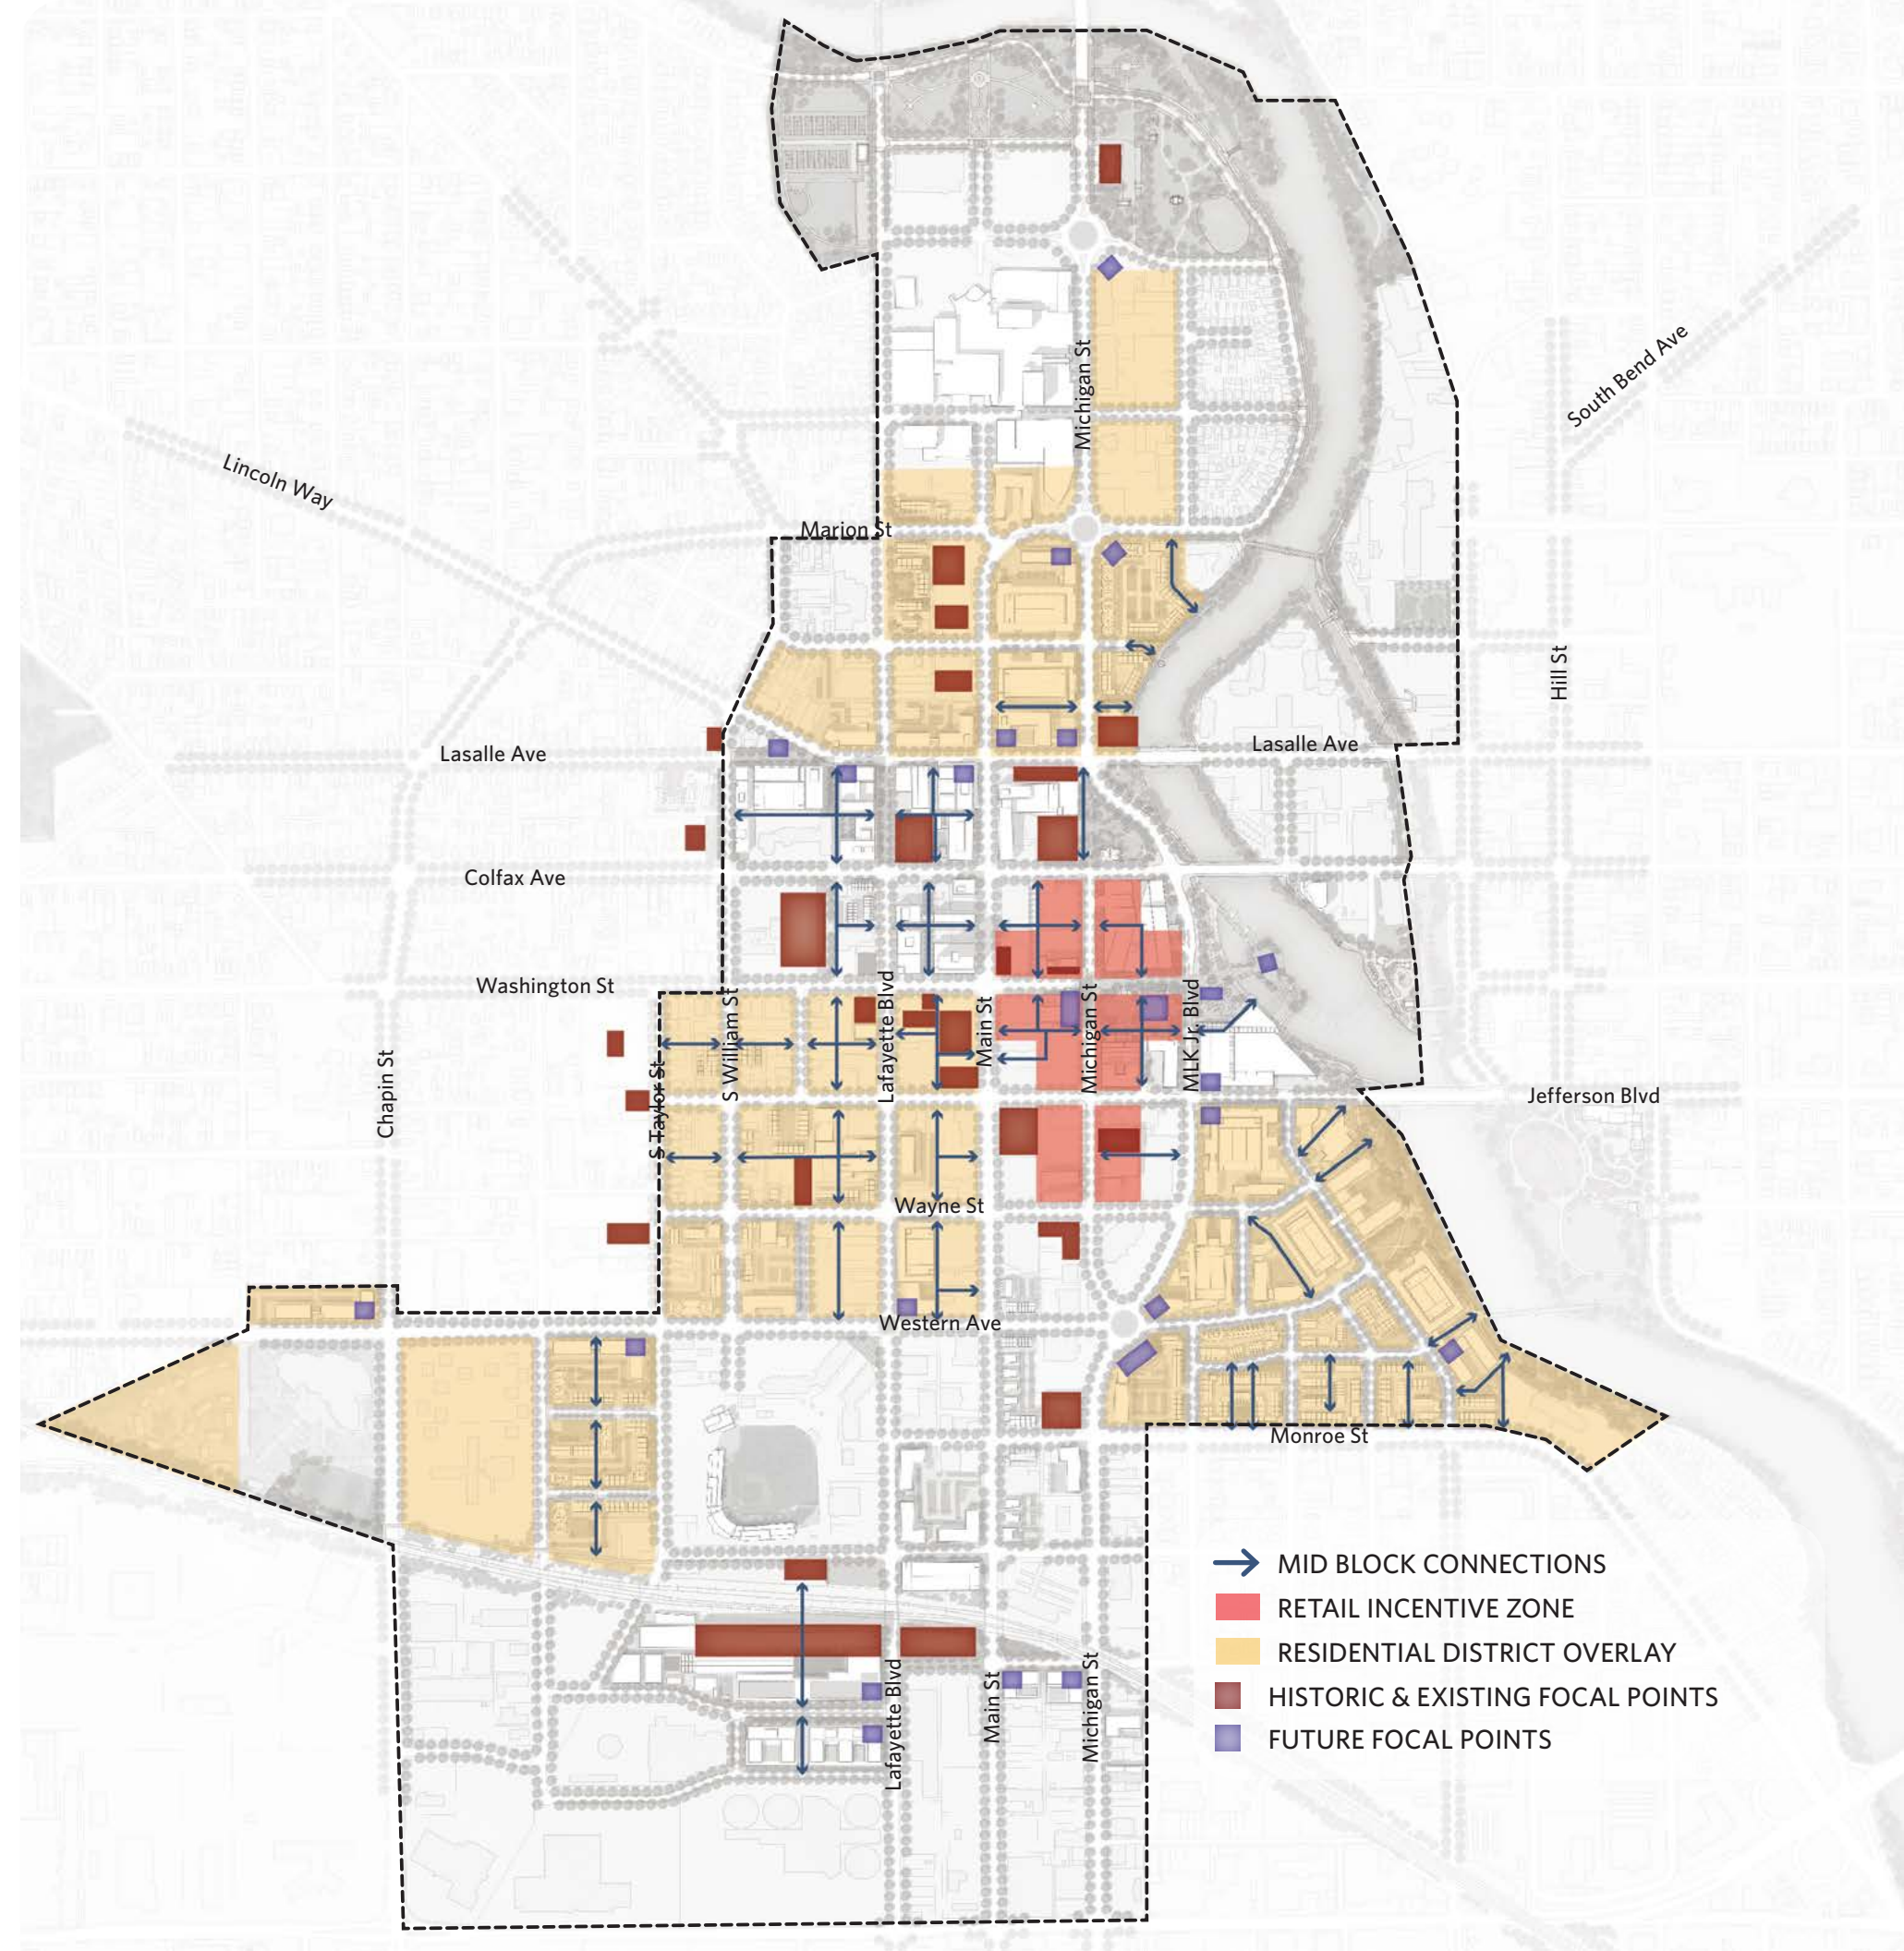 Michigan St
South Bend Ave
Lincoln Way
Marion St
Hill St
Lasalle Ave
Lasalle Ave
Colfax Ave
Washington St
Chapin St
S Taylor St
S William St
Lafayette Blvd
Main St
Michigan St
MLK Jr. Blvd
Jefferson Blvd
Wayne St
Western Ave
Monroe St
Lafayette Blvd
Main St
Michigan St
MID BLOCK CONNECTIONS
RETAIL INCENTIVE ZONE
RESIDENTIAL DISTRICT OVERLAY
HISTORIC & EXISTING FOCAL POINTS
FUTURE FOCAL POINTS